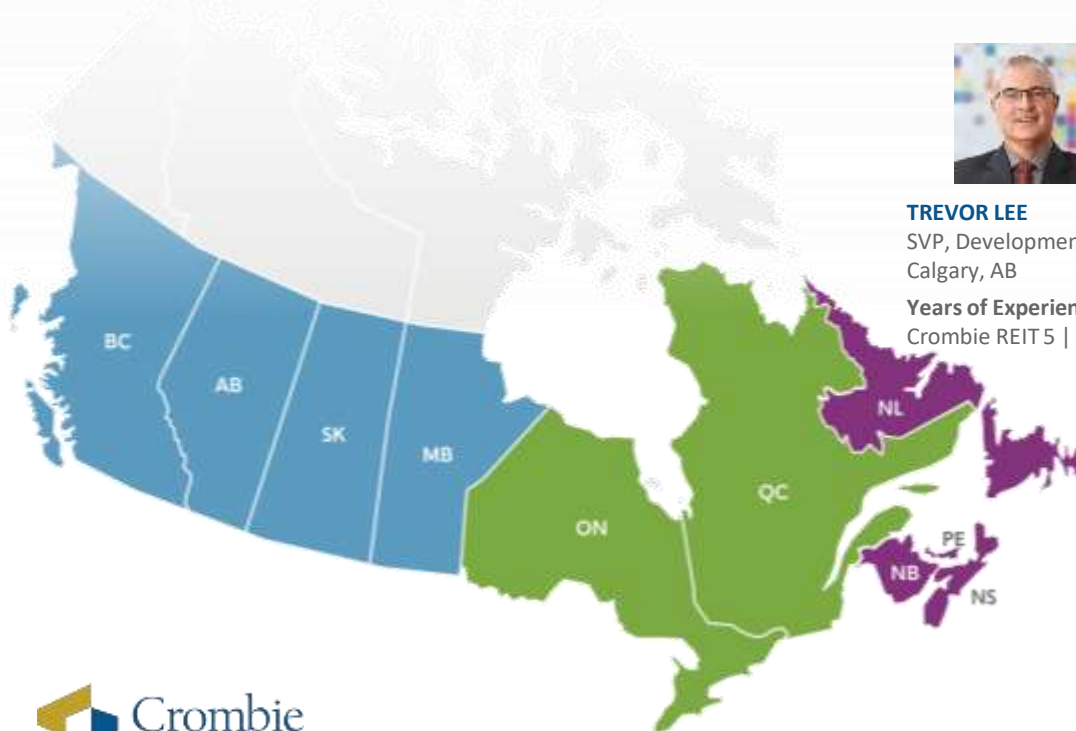 TREVOR LEE
SVP, Developmen
Calgary, AB
Years of Experien
Crombie REIT 5 |
BC
AB
SK
MB
ON
QC
NL
PE
NB
NS
Crombie